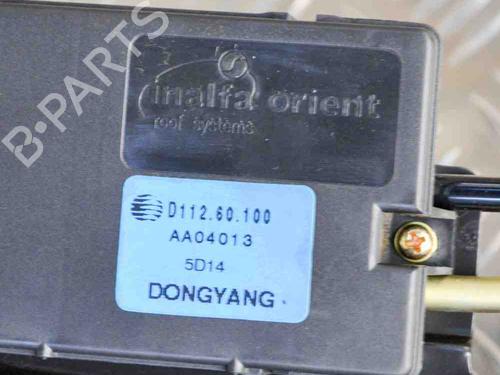 B-PARTS
inalfa orient
roof systems
D112.60.100
AA04013
5D14
DONGYANG